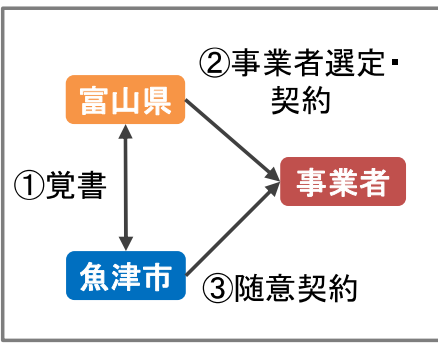 ②事業者選定・
契約
富山県
事業者
①覚書
魚津市
③随意契約